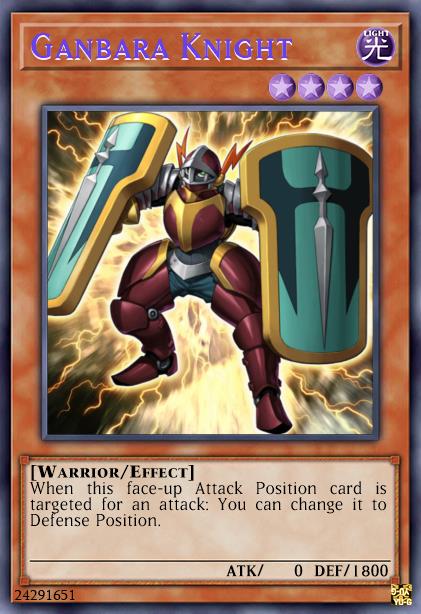 GANBARA KNIGHT
LIGHT
光
[WARRIOR/EFFECT]
When this face-up Attack Position card is
targeted for an attack: You can change it to
Defense Position.
ATK/ 0 DEF/1800
24291651